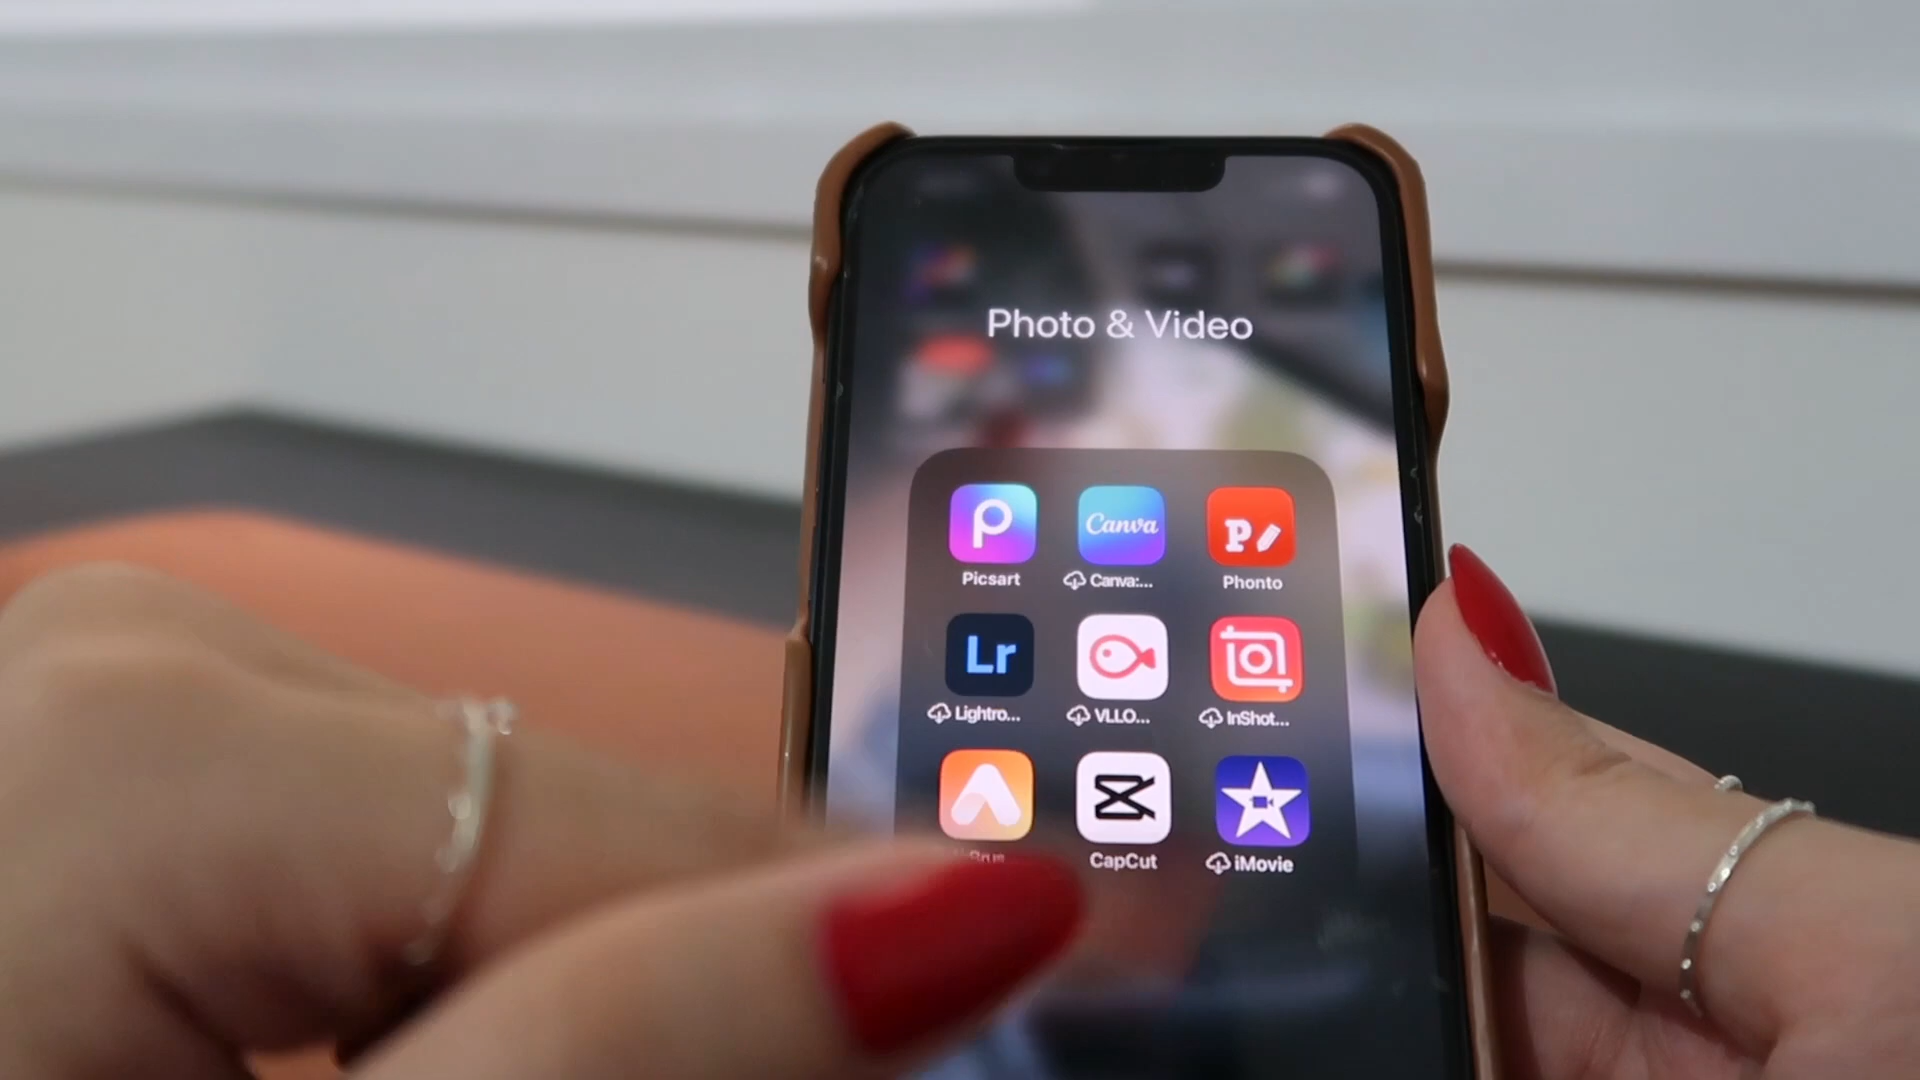 Photo & Video
P
Canva
P
Picsart
Canva:...
Phonto
Lr
Lightro...
VLLO...
InShot...
CapCut
iMovie